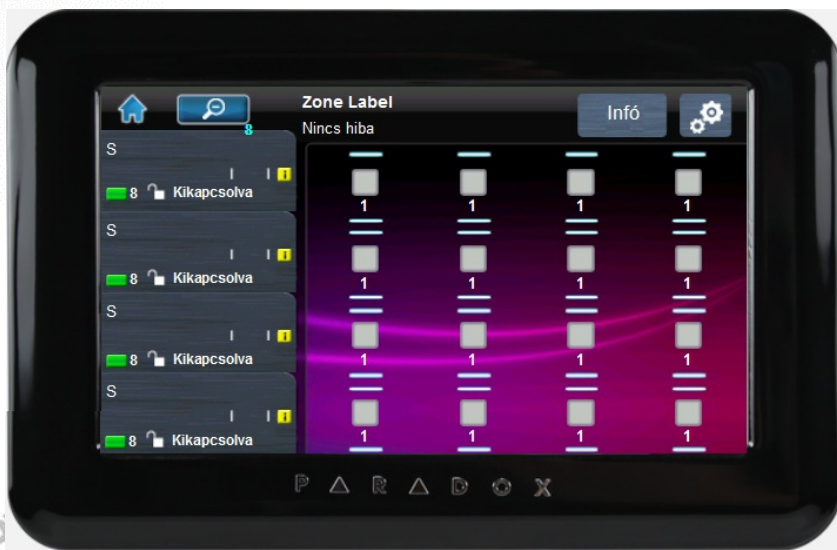 Zone Label
Nincs hiba
Infó
8
S
8 Kikapcsolva
S
8 Kikapcsolva
S
8 Kikapcsolva
S
8 Kikapcsolva
1 1 1 1
1 1 1 1
1 1 1 1
1 1 1 1
PARADOX